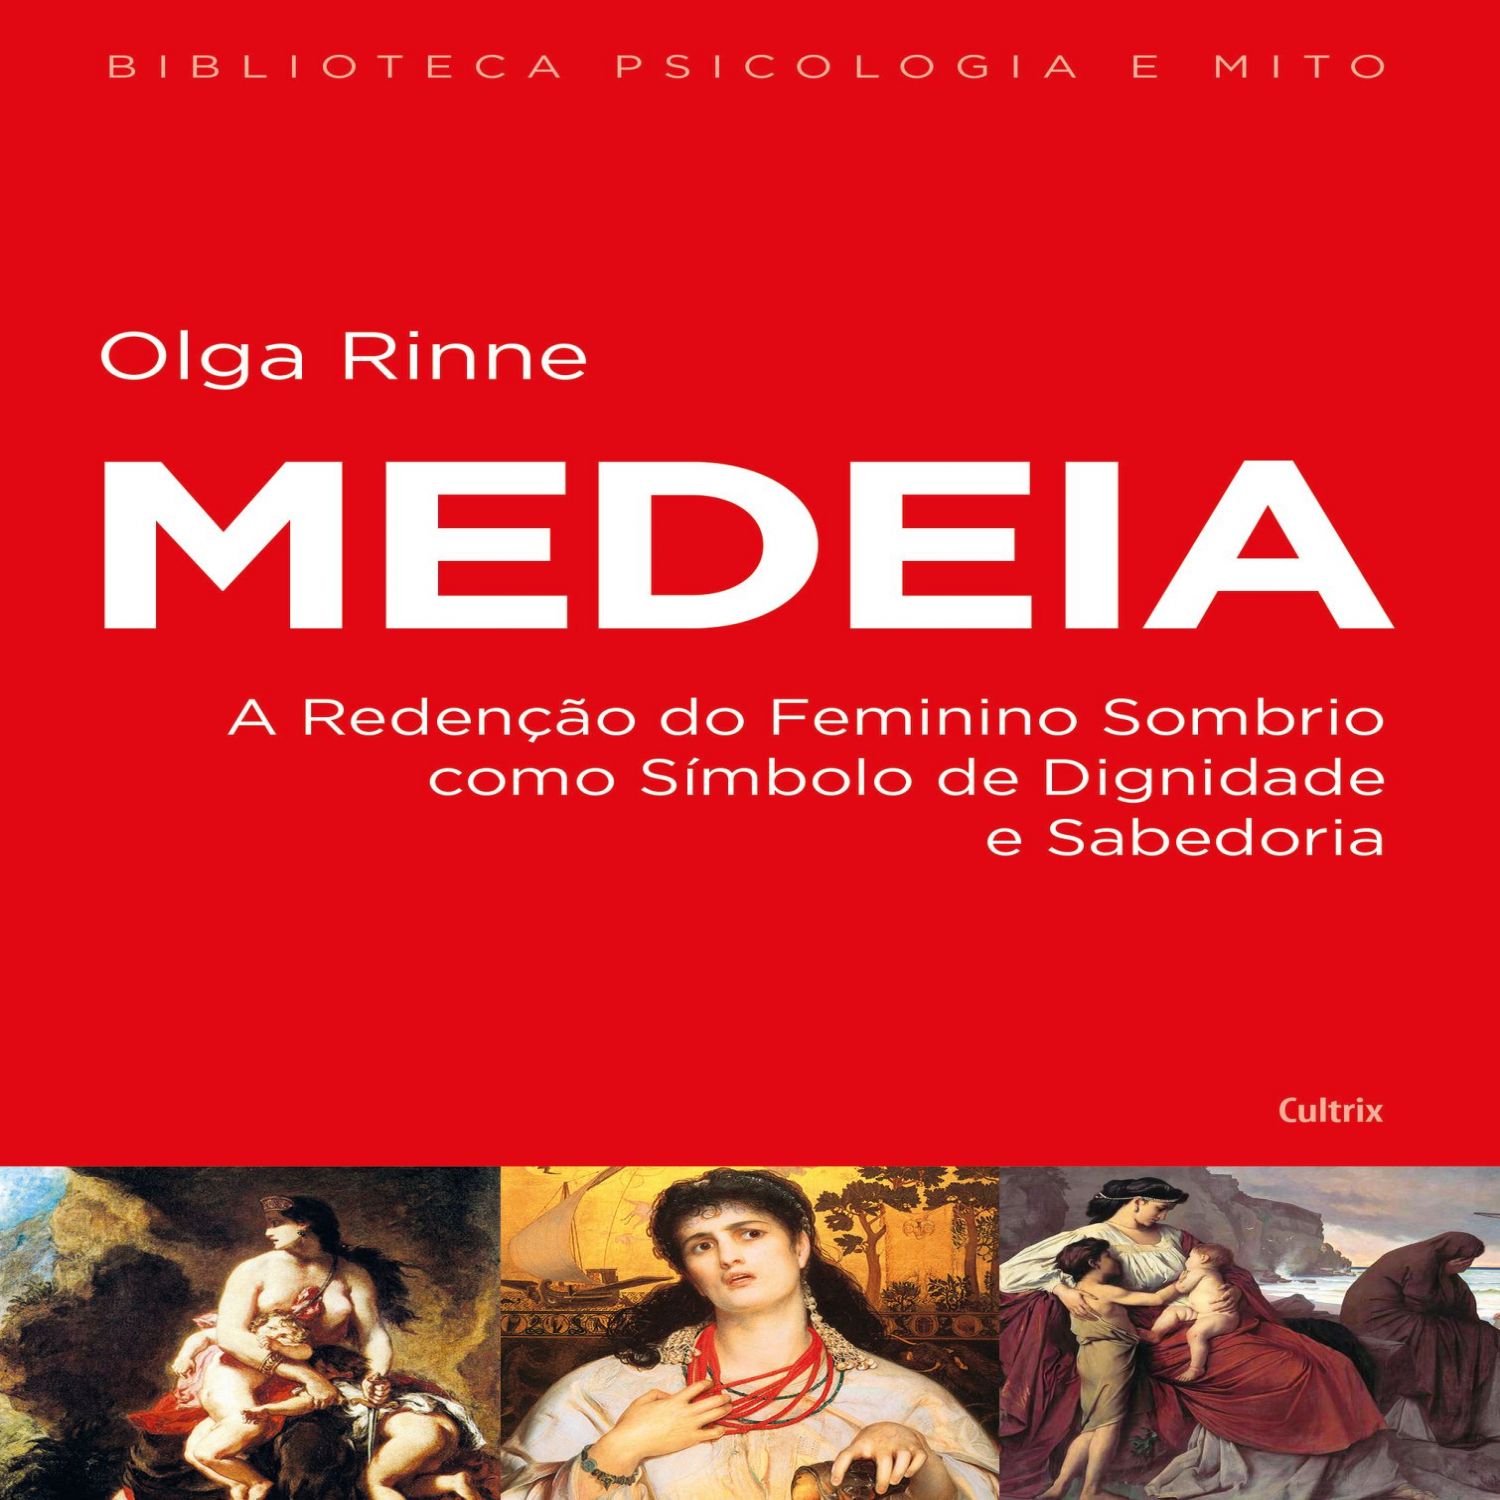 BIBLIOTECA PSICOLOGIA E MITO
Olga Rinne
MEDEIA
A Redenção do Feminino Sombrio
como Símbolo de Dignidade
e Sabedoria
Cultrix